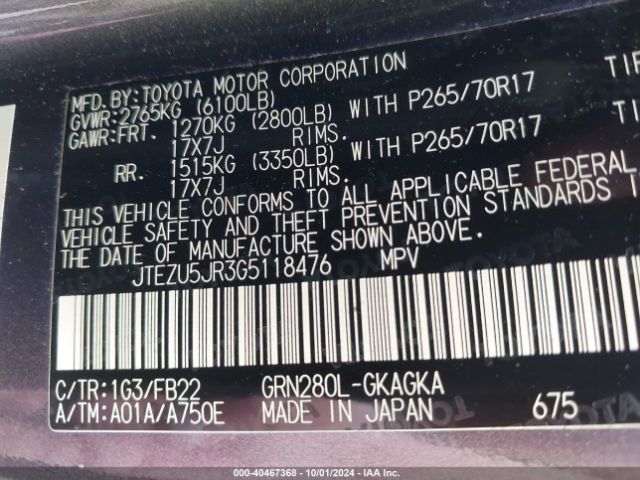 MFD.BY:TOYOTA MOTOR CORPORATION
GVWR:2765KG (6100LB)
GAWR:FRT. 1270KG (2800LB) WITH P265/70R17 TI
17X7J RIMS.
RR. 1515KG (3350LB) WITH P265/70R17 TI
17X7J RIMS.
THIS VEHICLE CONFORMS TO ALL APPLICABLE FEDERAL
VEHICLE SAFETY AND THEFT PREVENTION STANDARDS
THE DATE OF MANUFACTURE SHOWN ABOVE.
JTEZU5JR3G5118476 MPV
C/TR:1G3/FB22 GRN280L-GKAGKA
A/TM:A01A/A750E MADE IN JAPAN 675
000-40467368 - 10/01/2024 - IAA Inc.